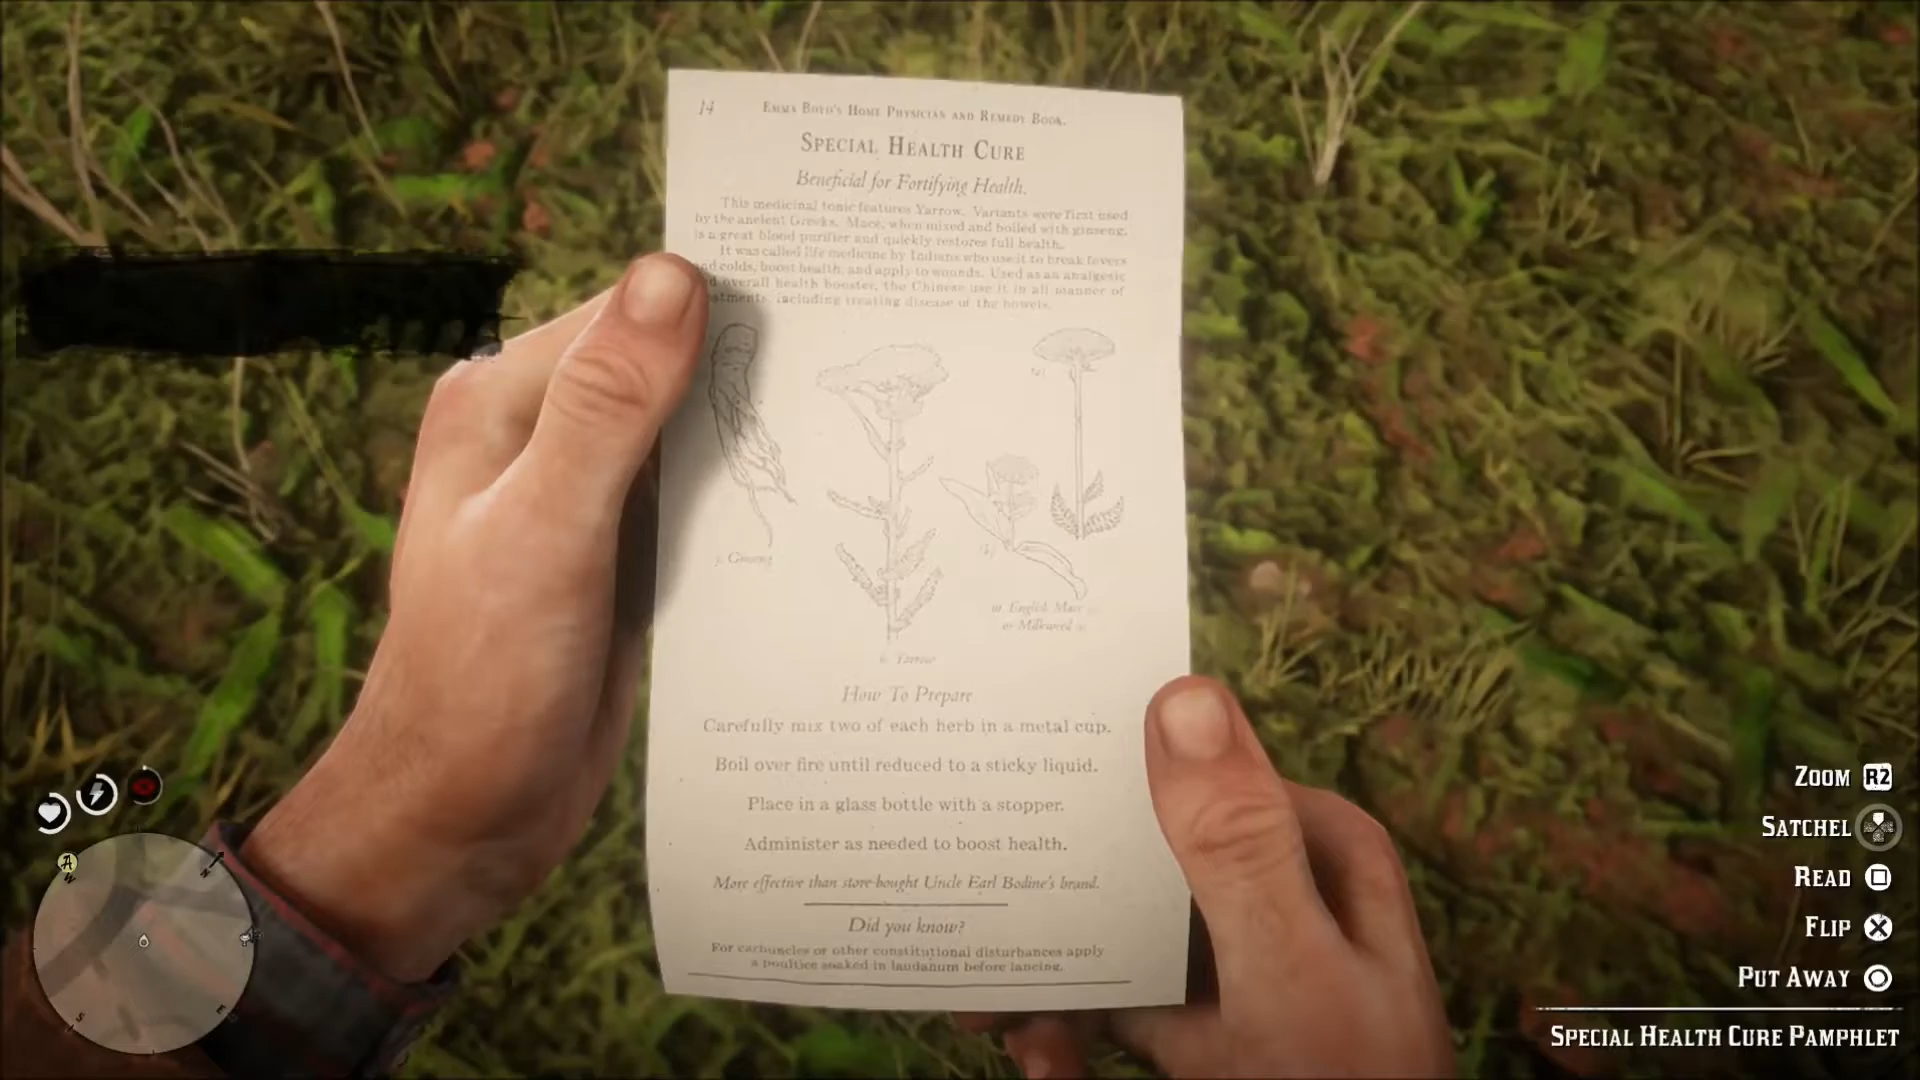 14 EMMA BOYD'S HOME PHYSICIAN AND REMEDY BOOK.
SPECIAL HEALTH CURE
Beneficial for Fortifying Health.
This medicinal tonic features Yarrow. Variants were first used
by the ancient Greeks. Mace, when mixed and boiled with ginseng,
is a great blood purifier and quickly restores full health.
It was called life medicine by Indians who use it to break fevers
and colds, boost health, and apply to wounds. Used as an analgesic
overall health booster, the Chinese use it in all manner of
including treating disease of the bowels.
Ginseng
English Mace
or Milkweed
Yarrow
How To Prepare
Carefully mix two of each herb in a metal cup.
Boil over fire until reduced to a sticky liquid.
Place in a glass bottle with a stopper.
Administer as needed to boost health.
More effective than store-bought Uncle Earl Bodine's brand.
Did you know?
For carbuncles or other constitutional disturbances apply
a poultice soaked in laudanum before lancing.
A
W
N
S
E
ZOOM R2
SATCHEL
READ
FLIP
PUT AWAY
SPECIAL HEALTH CURE PAMPHLET